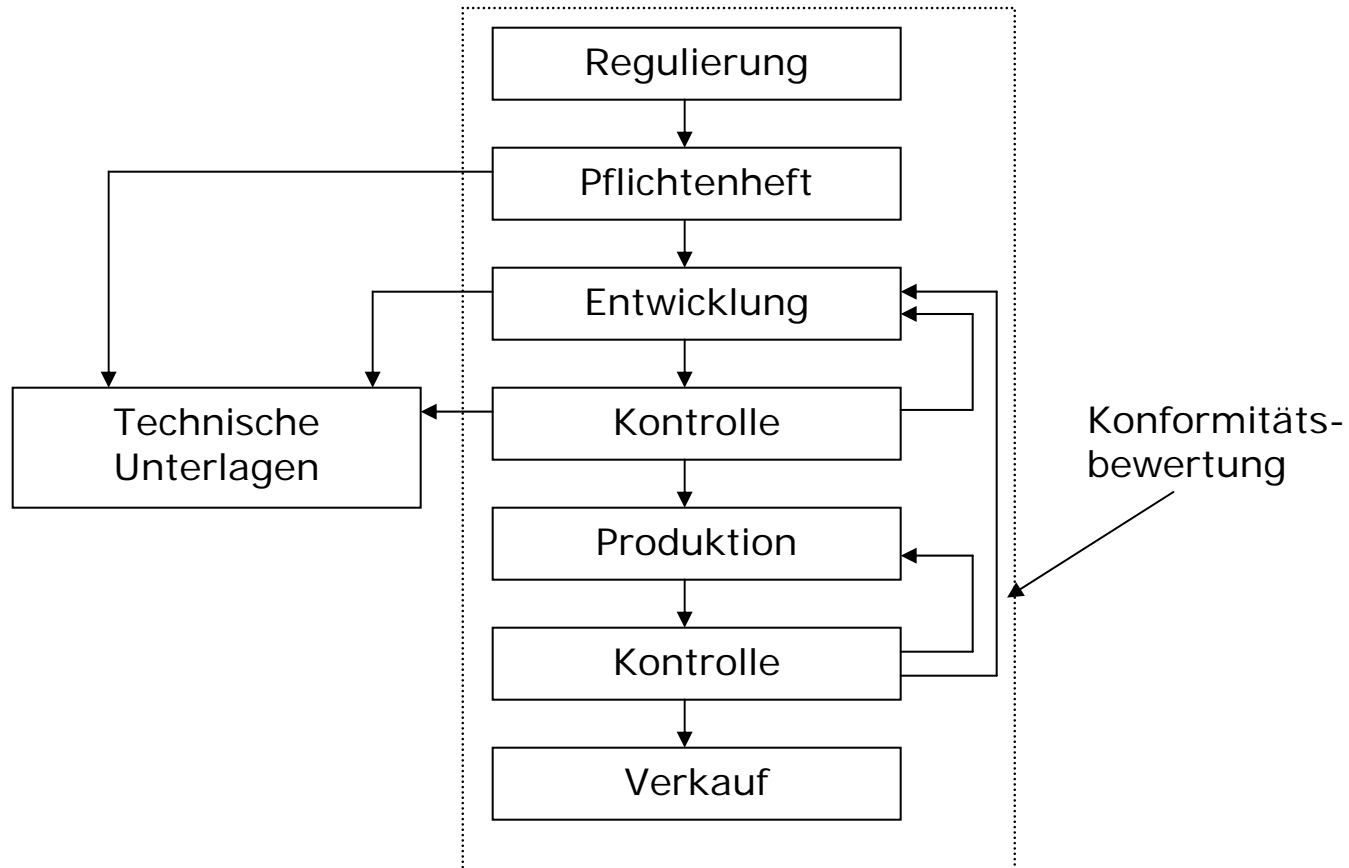 Regulierung
Pflichtenheft
Entwicklung
Kontrolle
Technische
Unterlagen
Konformitäts-
bewertung
Produktion
Kontrolle
Verkauf